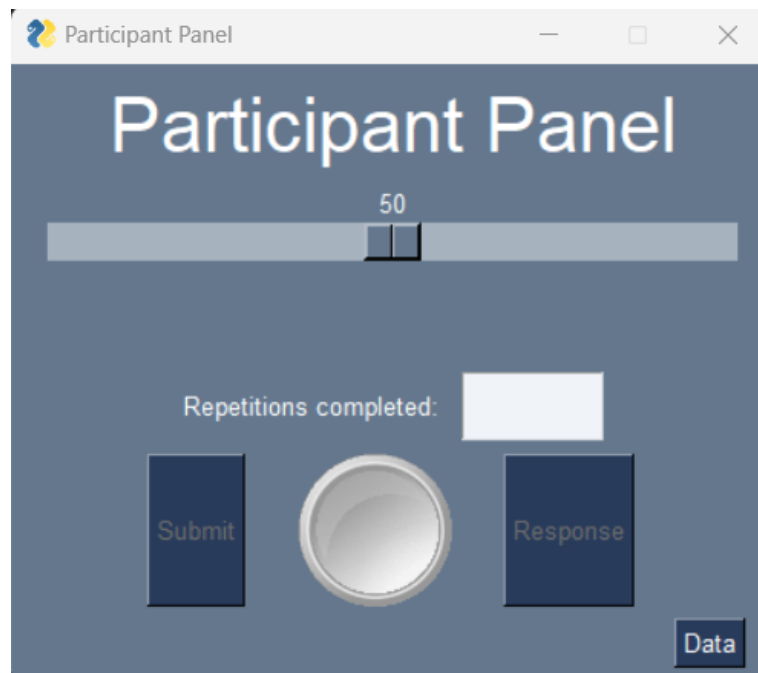 Participant Panel
Participant Panel
50
Repetitions completed:
Submit
Response
Data